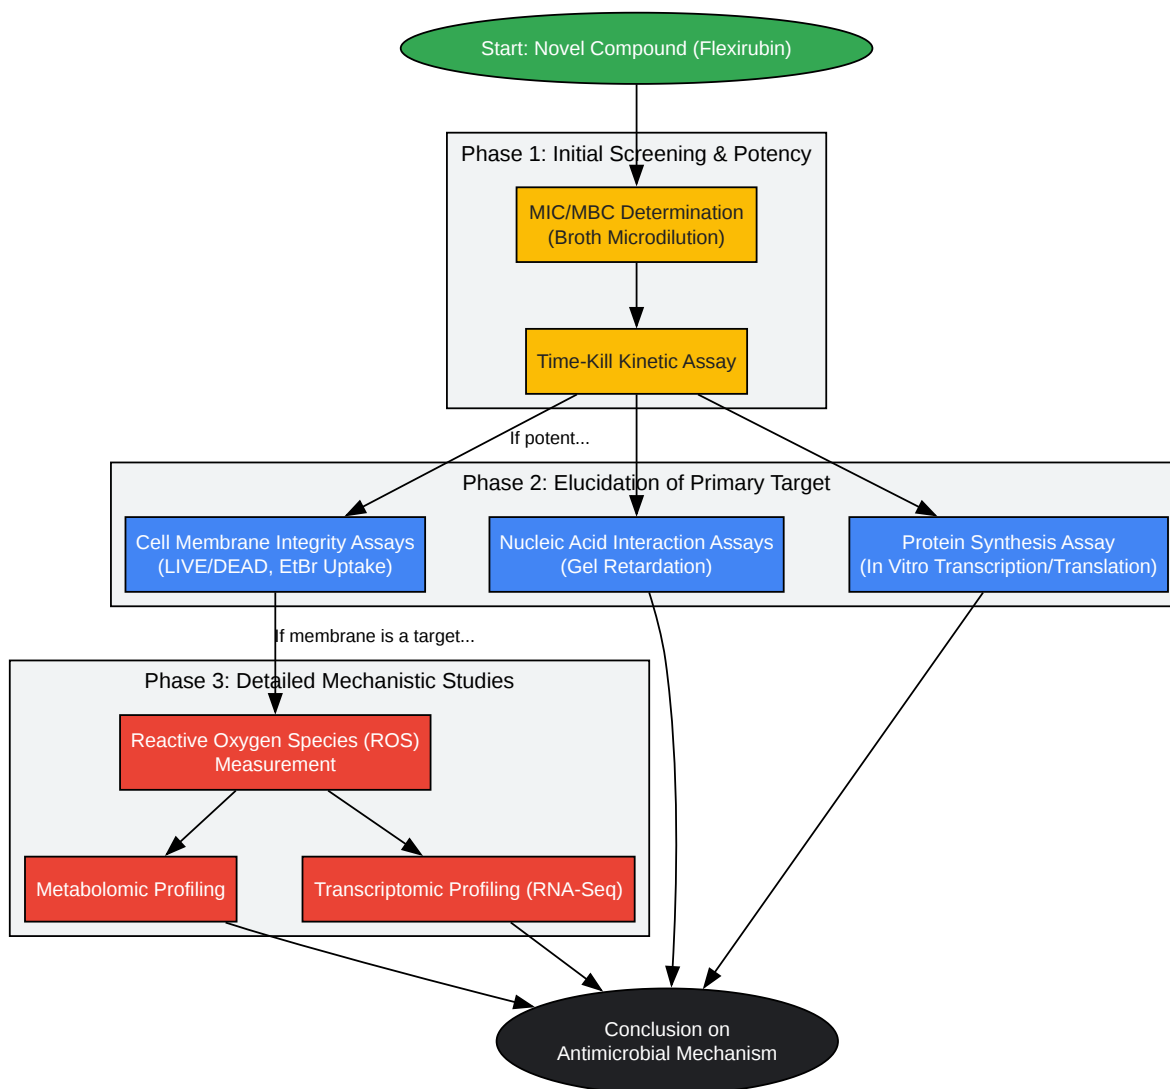 Start: Novel Compound (Flexirubin)
Phase 1: Initial Screening & Potency
MIC/MBC Determination
(Broth Microdilution)
Time-Kill Kinetic Assay
If potent...
Phase 2: Elucidation of Primary Target
Cell Membrane Integrity Assays
(LIVE/DEAD, EtBr Uptake)
Nucleic Acid Interaction Assays
(Gel Retardation)
Protein Synthesis Assay
(In Vitro Transcription/Translation)
If membrane is a target...
Phase 3: Detailed Mechanistic Studies
Reactive Oxygen Species (ROS)
Measurement
Metabolomic Profiling
Transcriptomic Profiling (RNA-Seq)
Conclusion on
Antimicrobial Mechanism